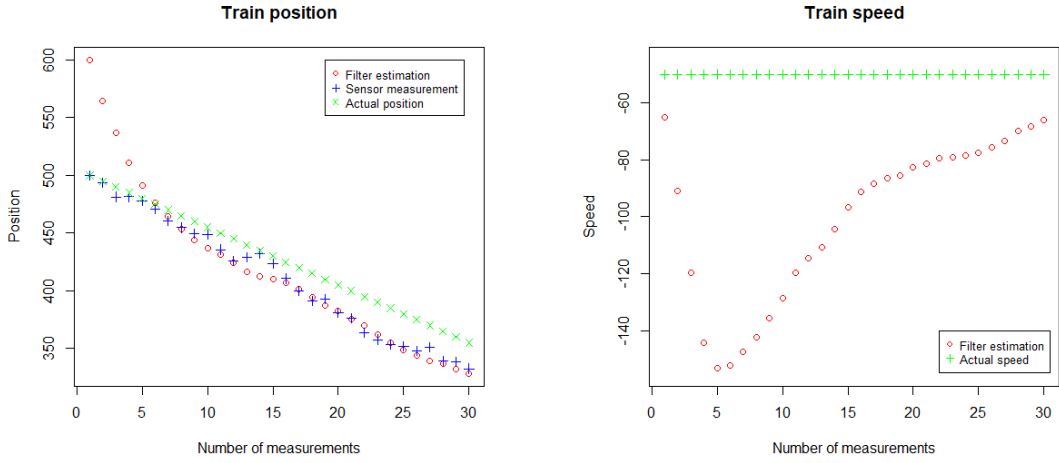 Train position
Position
600
550
500
450
400
350
Filter estimation
Sensor measurement
Actual position
0 5 10 15 20 25 30
Number of measurements
Train speed
Speed
-60
-80
-100
-120
-140
Filter estimation
Actual speed
0 5 10 15 20 25 30
Number of measurements